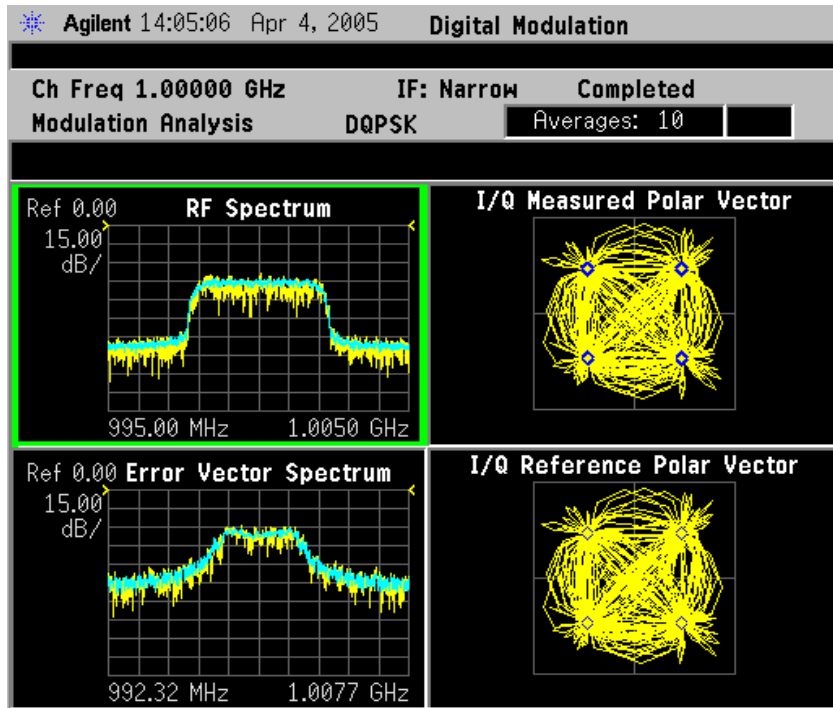 Agilent 14:05:06 Apr 4, 2005 Digital Modulation
Ch Freq 1.00000 GHz IF: Narrow Completed
Modulation Analysis DQPSK Averages: 10
Ref 0.00 RF Spectrum
15.00
dB/
995.00 MHz 1.0050 GHz
I/Q Measured Polar Vector
Ref 0.00 Error Vector Spectrum
15.00
dB/
992.32 MHz 1.0077 GHz
I/Q Reference Polar Vector